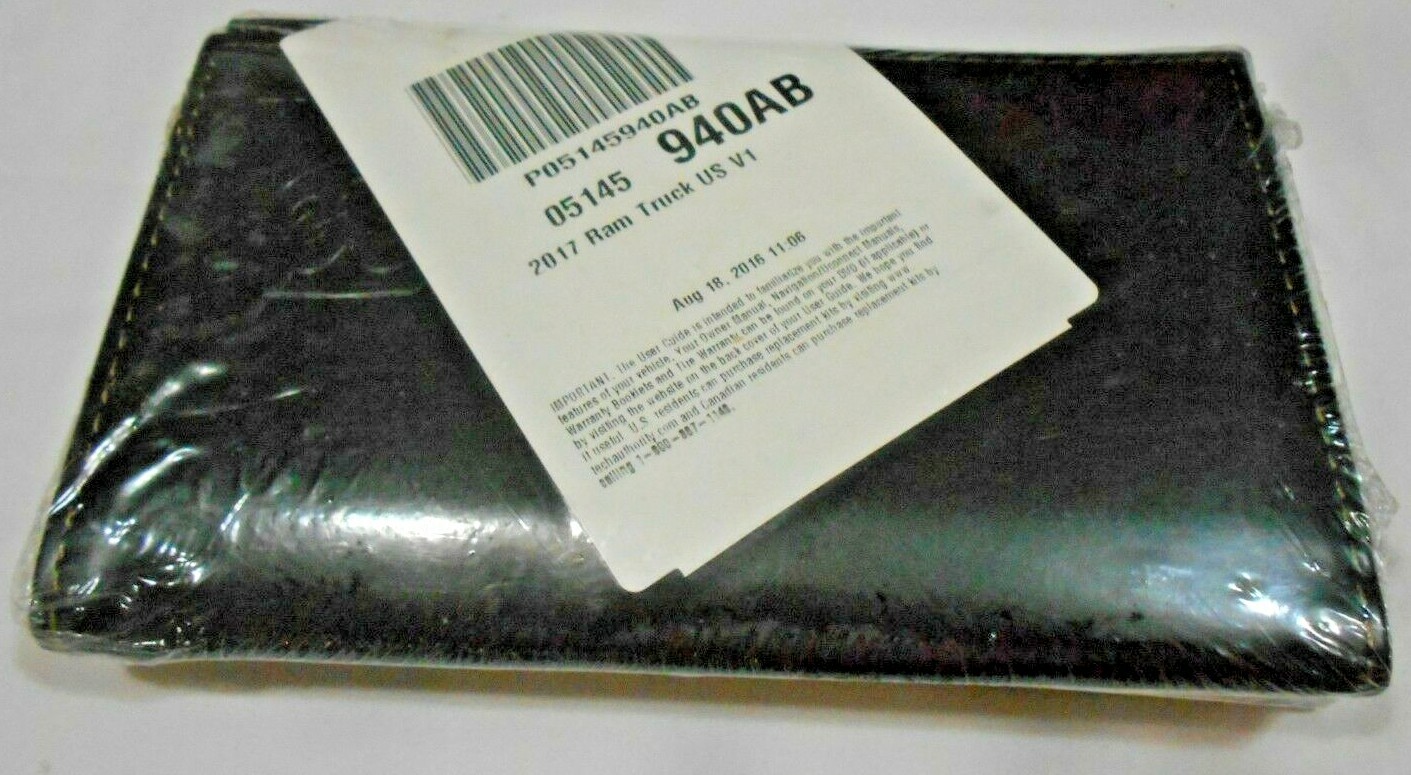 P05145940AB
05145 940AB
2017 Ram Truck US V1
Aug 18, 2016 11:06
IMPORTANT. The User Guide is intended to familiarize you with the important
features of your vehicle. Your Owner Manual, Navigation/Uconnect Manuals,
Warranty Booklets and Tire Warranty can be found on your DVD (if applicable) or
by visiting the website on the back cover of your User Guide. We hope you find
it useful. U.S. residents can purchase replacement kits by visiting www.
techauthority.com and Canadian residents can purchase replacement kits by
calling